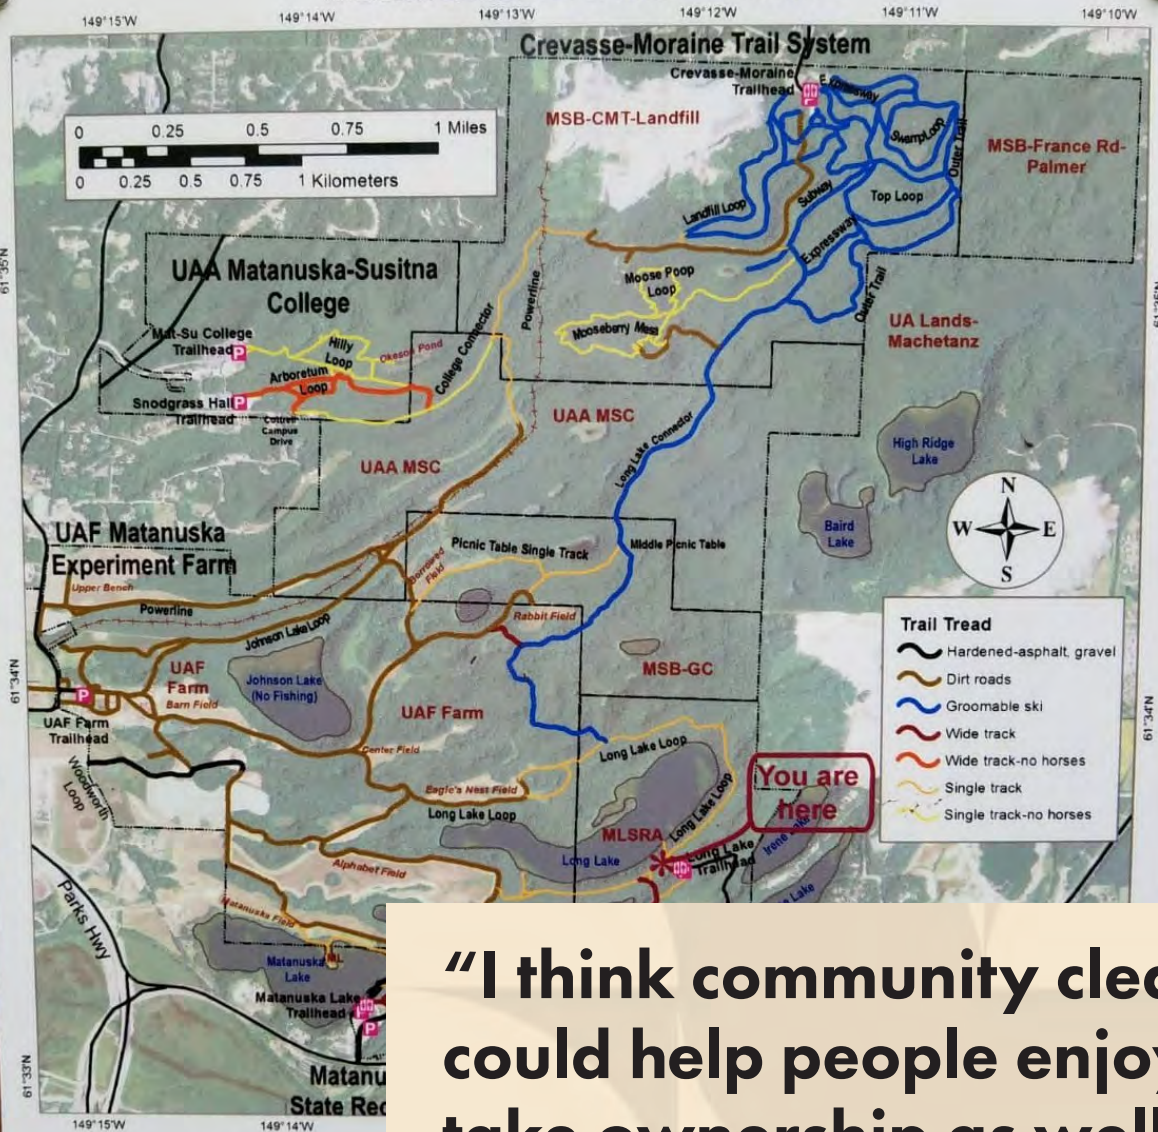 149°15'W 149°14'W 149°13'W 149°12'W 149°11'W 149°10'W
Crevasse-Moraine Trail System
Crevasse-Moraine
Trailhead
Expressway
MSB-CMT-Landfill
Swamp Loop
Outer Trail
MSB-France Rd-
Palmer
0 0.25 0.5 0.75 1 Miles
0 0.25 0.5 0.75 1 Kilometers
Landfill Loop
Subway
Top Loop
Expressway
61°35'N
UAA Matanuska-Susitna
College
Powerline
Moose Poop
Loop
Outer Trail
Mooseberry Mesa
UA Lands-
Machetanz
Mat-Su College
Trailhead
P
Hilly
Loop
Okeson Pond
College Connector
Arboretum
Loop
Snodgrass Hall
Trailhead
P
Campus
Drive
UAA MSC
Long Lake Connector
High Ridge
Lake
UAA MSC
Baird
Lake
N
W E
S
UAF Matanuska
Experiment Farm
Picnic Table Single Track
Middle Picnic Table
Borrowed
Field
Upper Bench
Powerline
Johnson Lake Loop
Rabbit Field
Trail Tread
Hardened-asphalt, gravel
Dirt roads
Groomable ski
Wide track
Wide track-no horses
Single track
Single track-no horses
61°34'N
61°34'N
UAF
Farm
Barn Field
Johnson Lake
(No Fishing)
MSB-GC
P
UAF Farm
Trailhead
UAF Farm
Center Field
Long Lake Loop
Woodworth
Loop
Eagle's Nest Field
Long Lake Loop
Long Lake Loop
You are
here
MLSRA
Long Lake
Long Lake
Trailhead
Irene Lake
Lake
Alphabet Field
Matanuska Field
Parks Hwy
Matanuska
Lake
ML
Matanuska Lake
Trailhead
P
Matanu
State Rec
61°33'N
149°15'W 149°14'W
“I think community clea
could help people enjoy
take ownership as well